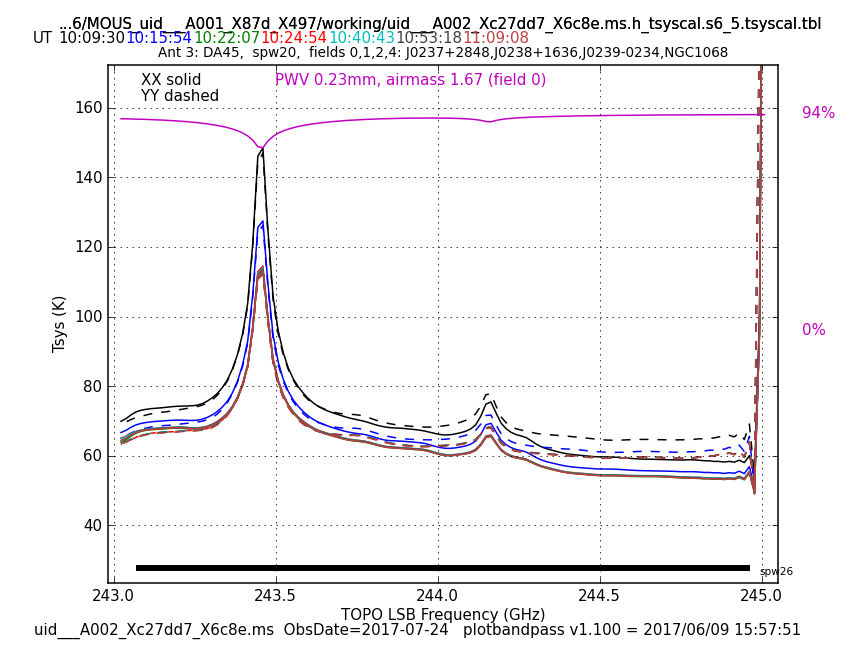 ...6/MOUS_uid___A001_X87d_X497/working/uid___A002_Xc27dd7_X6c8e.ms.h_tsyscal.s6_5.tsyscal.tbl
UT 10:09:30 10:15:54 10:22:07 10:24:54 10:40:43 10:53:18 11:09:08
Ant 3: DA45, spw20, fields 0,1,2,4: J0237+2848,J0238+1636,J0239-0234,NGC1068
XX solid
PWV 0.23mm, airmass 1.67 (field 0)
YY dashed
160
94%
140
120
Tsys (K)
100
0%
80
60
40
spw26
243.0 243.5 244.0 244.5 245.0
TOPO LSB Frequency (GHz)
uid___A002_Xc27dd7_X6c8e.ms ObsDate=2017-07-24 plotbandpass v1.100 = 2017/06/09 15:57:51